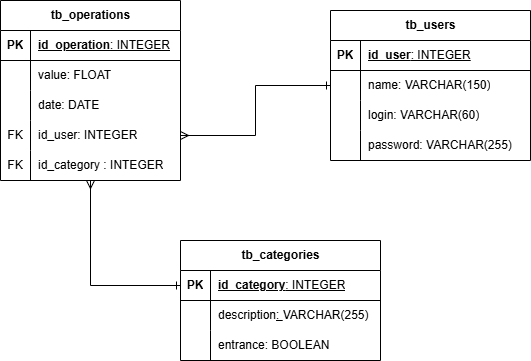 tb_operations
PK id_operation: INTEGER
value: FLOAT
date: DATE
FK id_user: INTEGER
FK id_category : INTEGER
tb_users
PK id_user: INTEGER
name: VARCHAR(150)
login: VARCHAR(60)
password: VARCHAR(255)
tb_categories
PK id_category: INTEGER
description: VARCHAR(255)
entrance: BOOLEAN